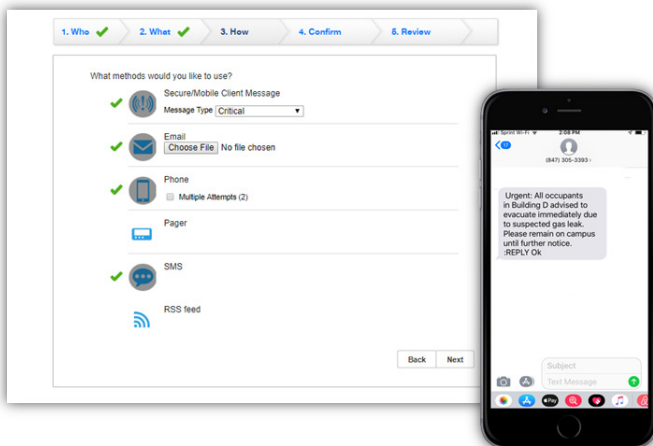 1. Who
2. What
3. How
4. Confirm
5. Review
What methods would you like to use?
Secure/Mobile Client Message
Message Type Critical
Email
Choose File No file chosen
Phone
Multiple Attempts (2)
Pager
SMS
RSS feed
Back Next
Sprint Wi-Fi 2:08 PM
17
(847) 305-3393 ›
Urgent: All occupants
in Building D advised to
evacuate immediately due
to suspected gas leak.
Please remain on campus
until further notice.
:REPLY Ok
Subject
Text Message
Pay